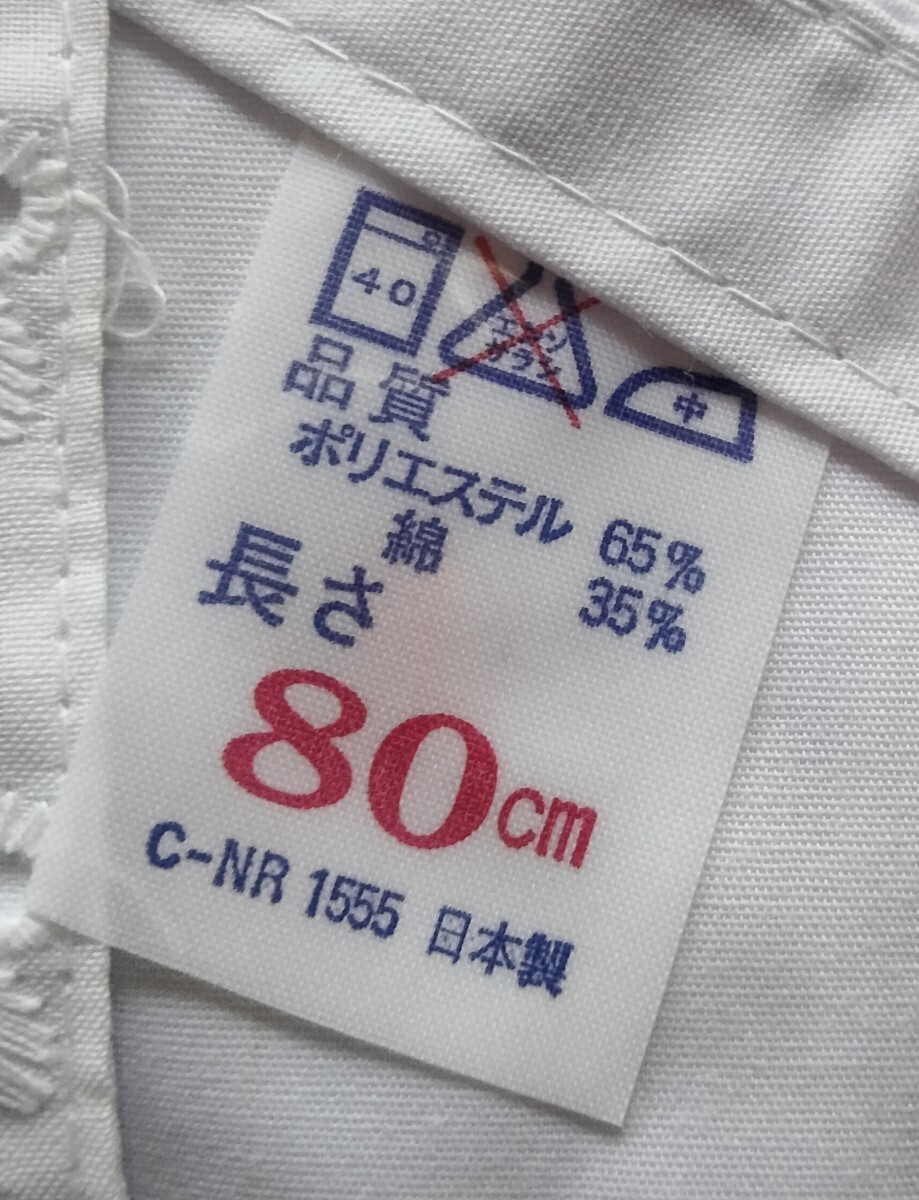 40
エンソ
サラシ
中
品質
ポリエステル 65%
綿 35%
長さ
80cm
C-NR 1555 日本製